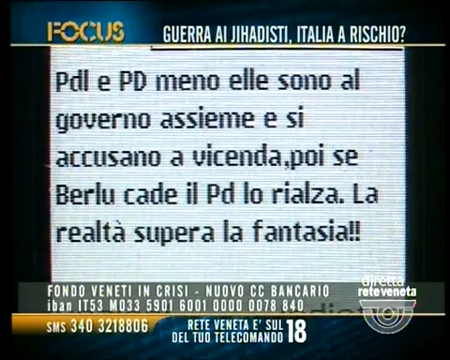 FOCUS
GUERRA AI JIHADISTI, ITALIA A RISCHIO?
Pdl e PD meno elle sono al
governo assieme e si
accusano a vicenda,poi se
Berlu cade il Pd lo rialza. La
realtà supera la fantasia!!
diretta
reteveneta
FONDO VENETI IN CRISI - NUOVO CC BANCARIO
iban IT53 M033 5901 6001 0000 0078 840
SMS 340 3218806
RETE VENETA E' SUL
DEL TUO TELECOMANDO 18